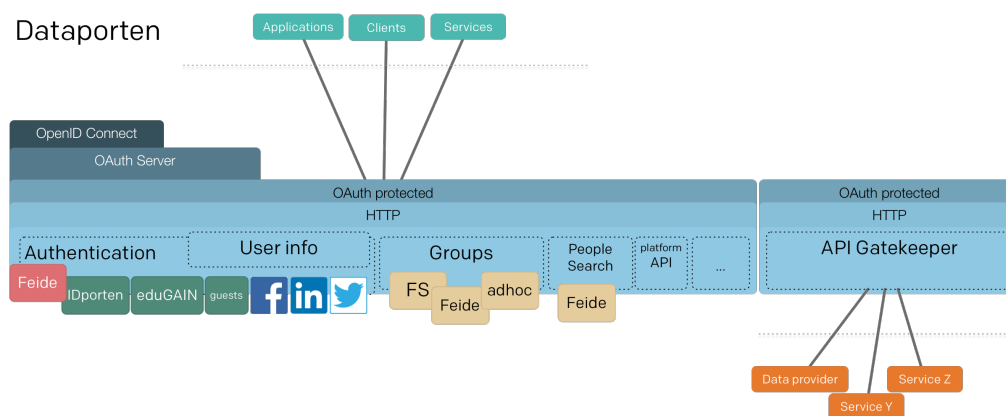 Dataporten
Applications
Clients
Services
OpenID Connect
OAuth Server
OAuth protected
HTTP
Authentication
User info
Groups
People
Search
platform
API
...
Feide
IDporten
eduGAIN
guests
f
in
FS
Feide
adhoc
Feide
OAuth protected
HTTP
API Gatekeeper
Data provider
Service Y
Service Z